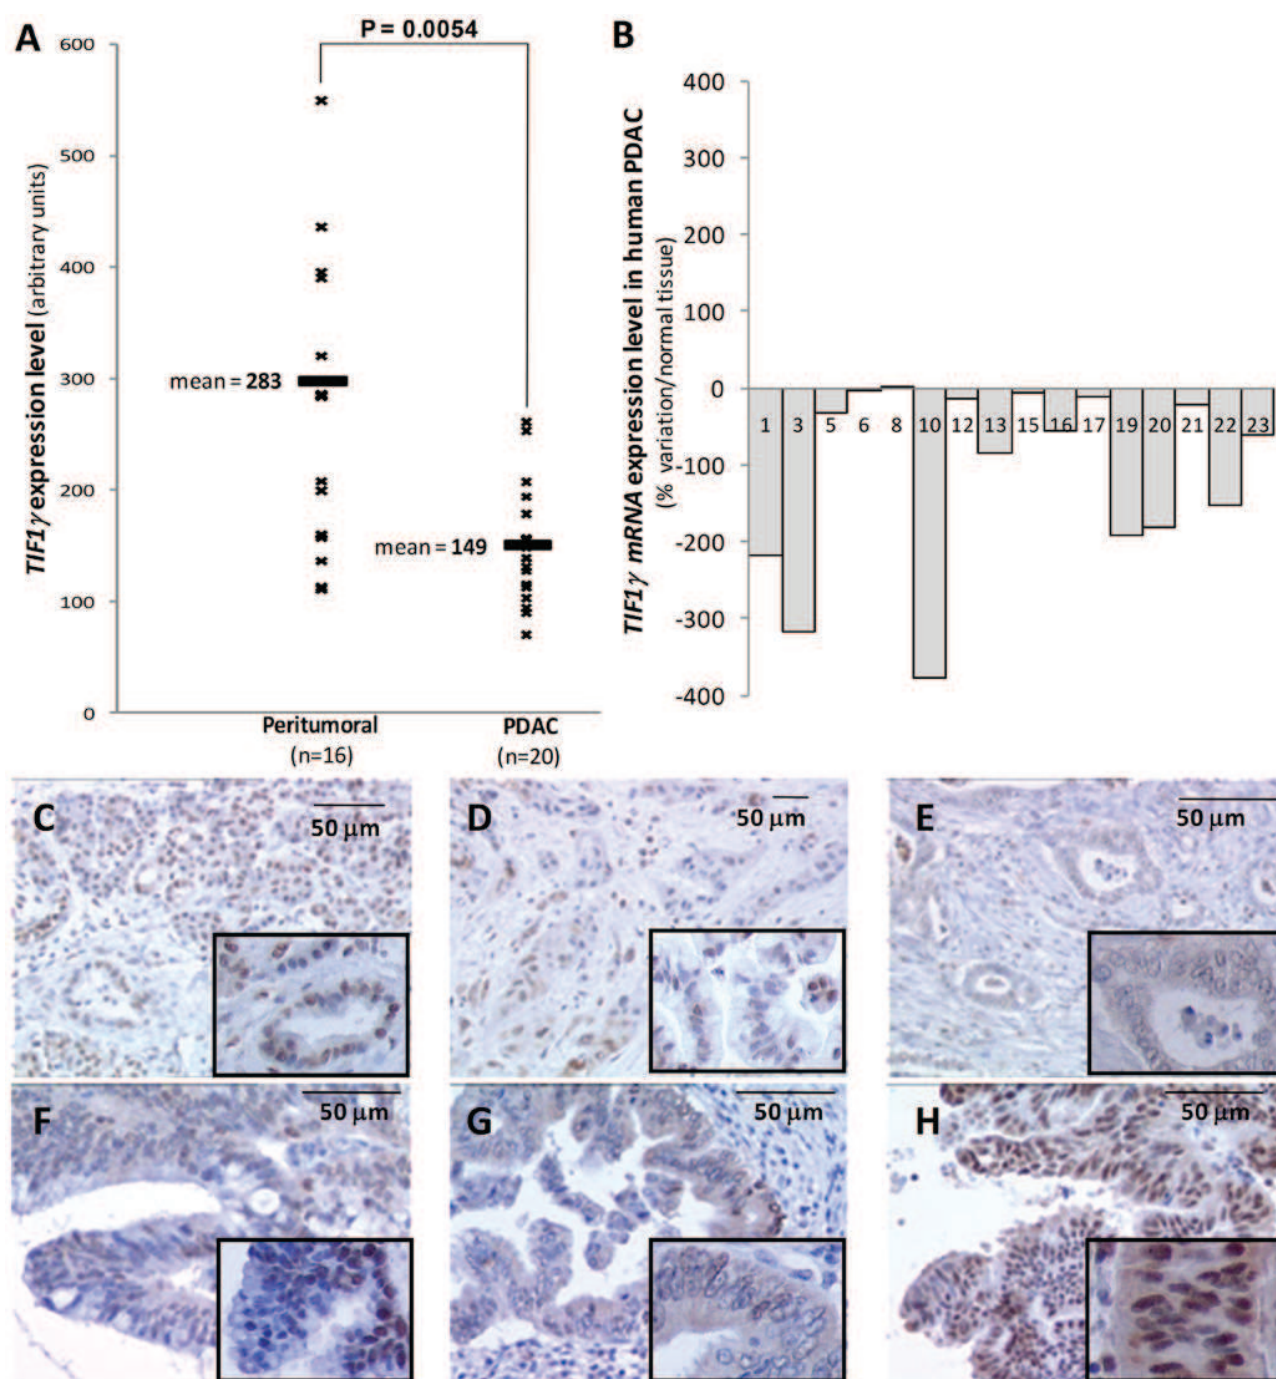 A
P = 0.0054
TIF1γ expression level (arbitrary units)
600
500
400
300
200
100
0
mean = 283
mean = 149
Peritumoral
(n=16)
PDAC
(n=20)
B
TIF1γ mRNA expression level in human PDAC
(% variation/normal tissue)
400
300
200
100
0
-100
-200
-300
-400
1 3 5 6 8 10 12 13 15 16 17 19 20 21 22 23
C
50 μm
D
50 μm
E
50 μm
F
50 μm
G
50 μm
H
50 μm